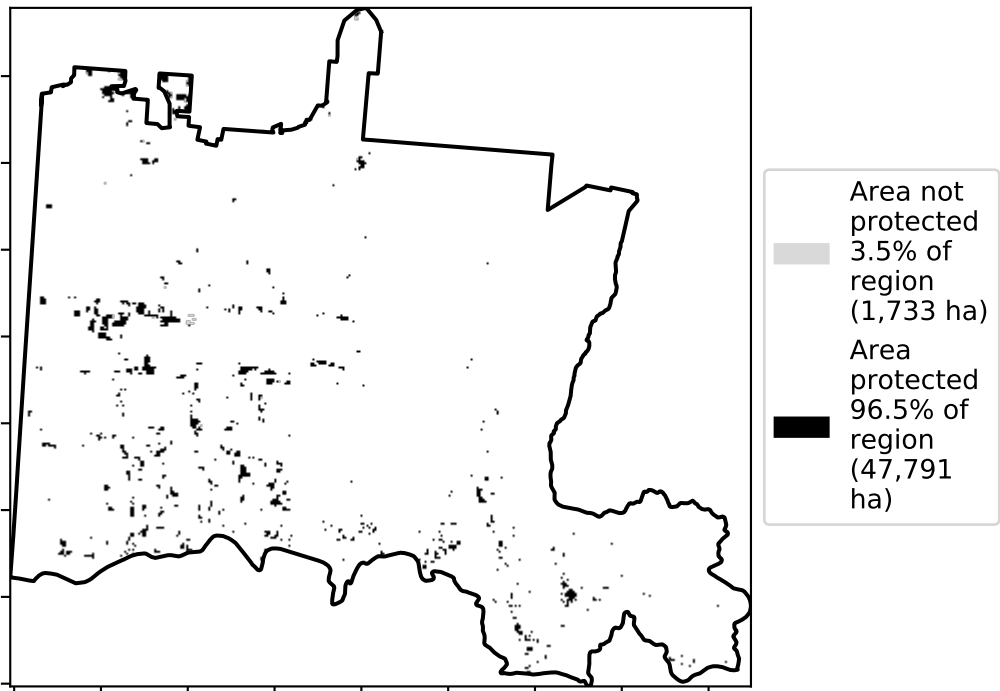 Area not
protected
3.5% of
region
(1,733 ha)
Area
protected
96.5% of
region
(47,791
ha)